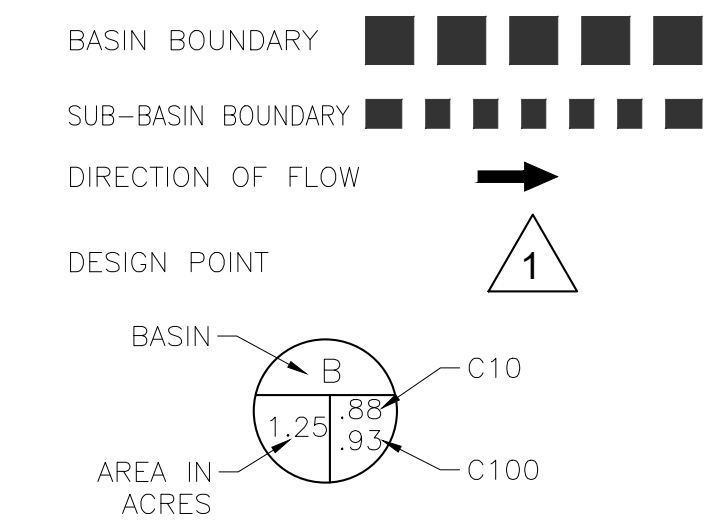 BASIN BOUNDARY
SUB-BASIN BOUNDARY
DIRECTION OF FLOW
DESIGN POINT
1
BASIN
B
C10
1.25
.88
.93
AREA IN
ACRES
C100